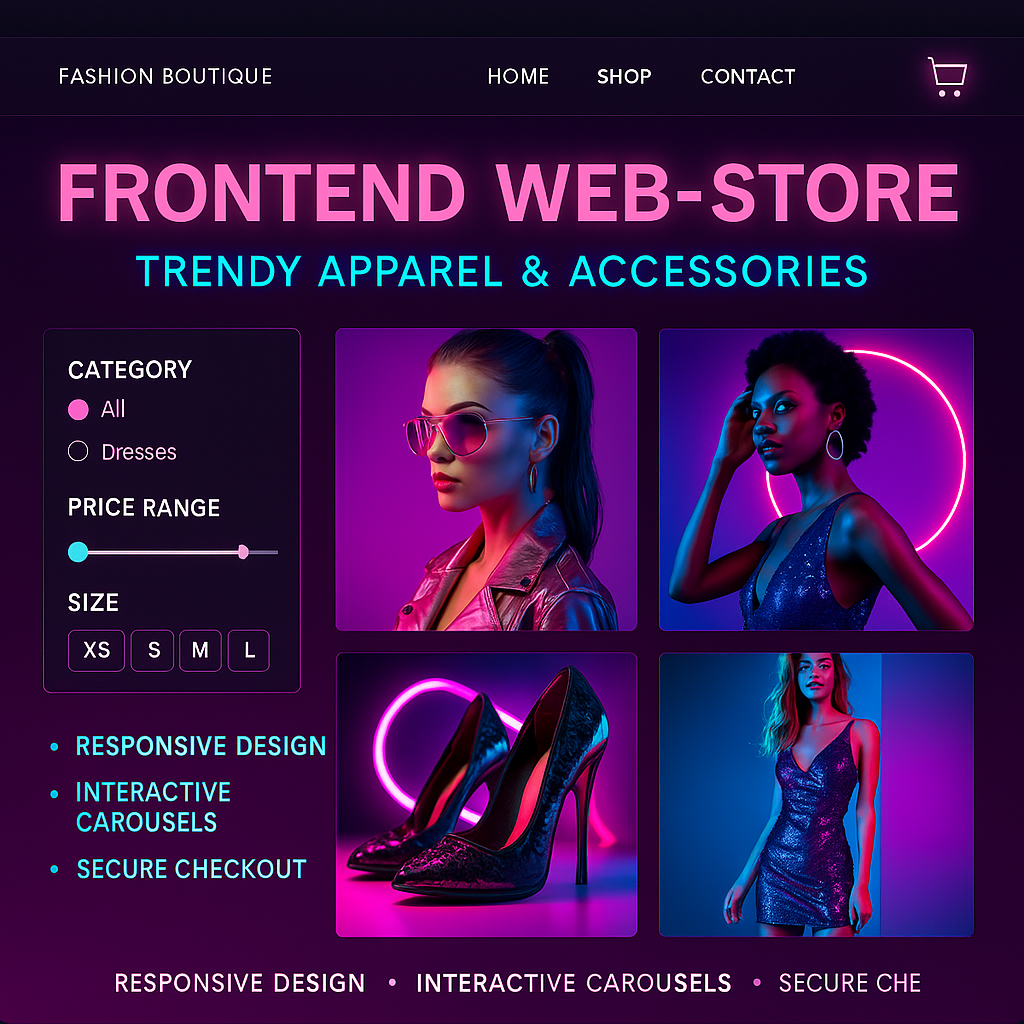 FASHION BOUTIQUE HOME SHOP CONTACT
FRONTEND WEB-STORE
TRENDY APPAREL & ACCESSORIES
CATEGORY
All
Dresses
PRICE RANGE
SIZE
XS S M L
• RESPONSIVE DESIGN
• INTERACTIVE
CAROUSELS
• SECURE CHECKOUT
RESPONSIVE DESIGN • INTERACTIVE CAROUSELS • SECURE CHE